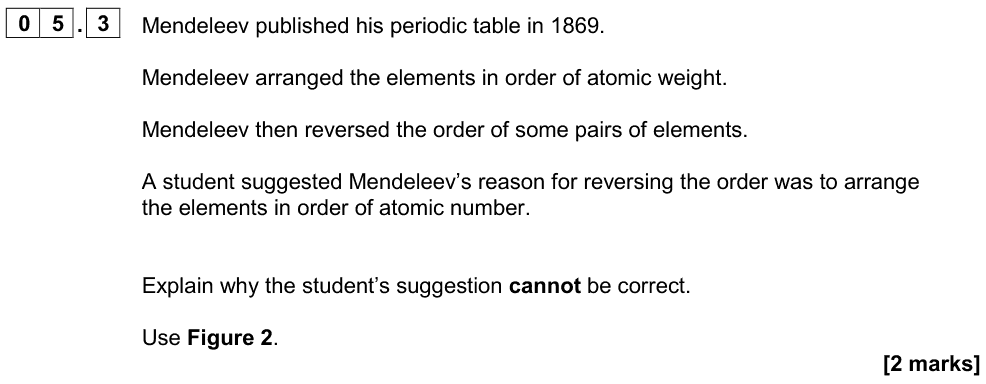 0 5 . 3 Mendeleev published his periodic table in 1869.
Mendeleev arranged the elements in order of atomic weight.
Mendeleev then reversed the order of some pairs of elements.
A student suggested Mendeleev's reason for reversing the order was to arrange
the elements in order of atomic number.
Explain why the student's suggestion cannot be correct.
Use Figure 2.
[2 marks]